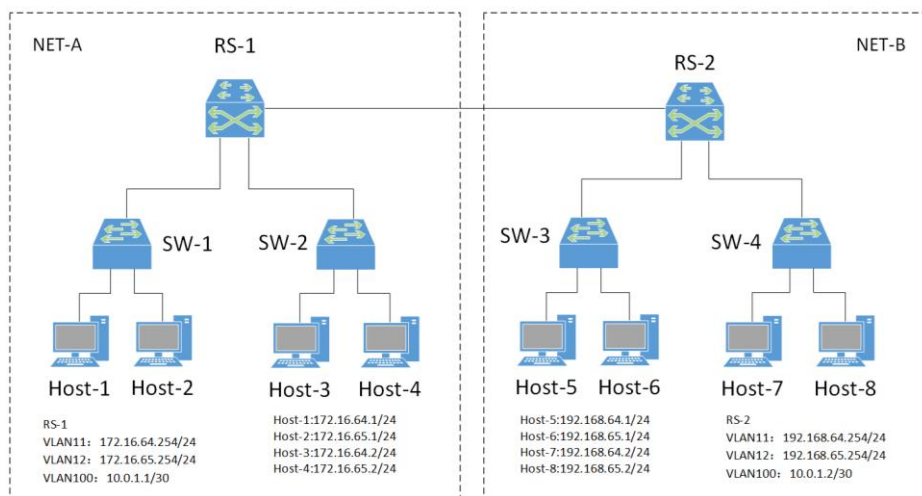 NET-A
RS-1
NET-B
RS-2
SW-1
SW-2
SW-3
SW-4
Host-1
Host-2
Host-3
Host-4
Host-5
Host-6
Host-7
Host-8
RS-1
VLAN11：172.16.64.254/24
VLAN12：172.16.65.254/24
VLAN100：10.0.1.1/30
Host-1:172.16.64.1/24
Host-2:172.16.65.1/24
Host-3:172.16.64.2/24
Host-4:172.16.65.2/24
Host-5:192.168.64.1/24
Host-6:192.168.65.1/24
Host-7:192.168.64.2/24
Host-8:192.168.65.2/24
RS-2
VLAN11：192.168.64.254/24
VLAN12：192.168.65.254/24
VLAN100：10.0.1.2/30